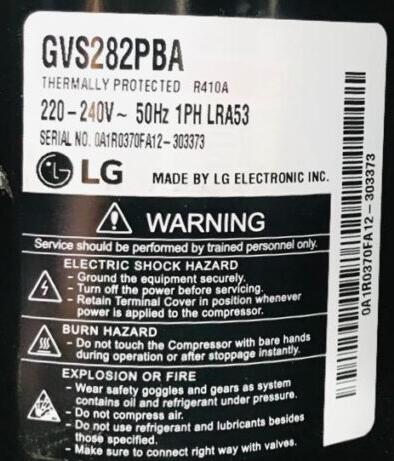 GVS282PBA
THERMALLY PROTECTED R410A
220-240V~ 50Hz 1PH LRA53
SERIAL NO. 0A1R0370FA12-303373
LG MADE BY LG ELECTRONIC INC.
0A1R0370FA12-303373
WARNING
Service should be performed by trained personnel only.
ELECTRIC SHOCK HAZARD
- Ground the equipment securely.
- Turn off the power before servicing.
- Retain Terminal Cover in position whenever
power is applied to the compressor.
BURN HAZARD
- Do not touch the Compressor with bare hands
during operation or after stoppage instantly.
EXPLOSION OR FIRE
- Wear safety goggles and gears as system
contains oil and refrigerant under pressure.
- Do not compress air.
- Do not use refrigerant and lubricants besides
those specified.
- Make sure to connect right way with valves.